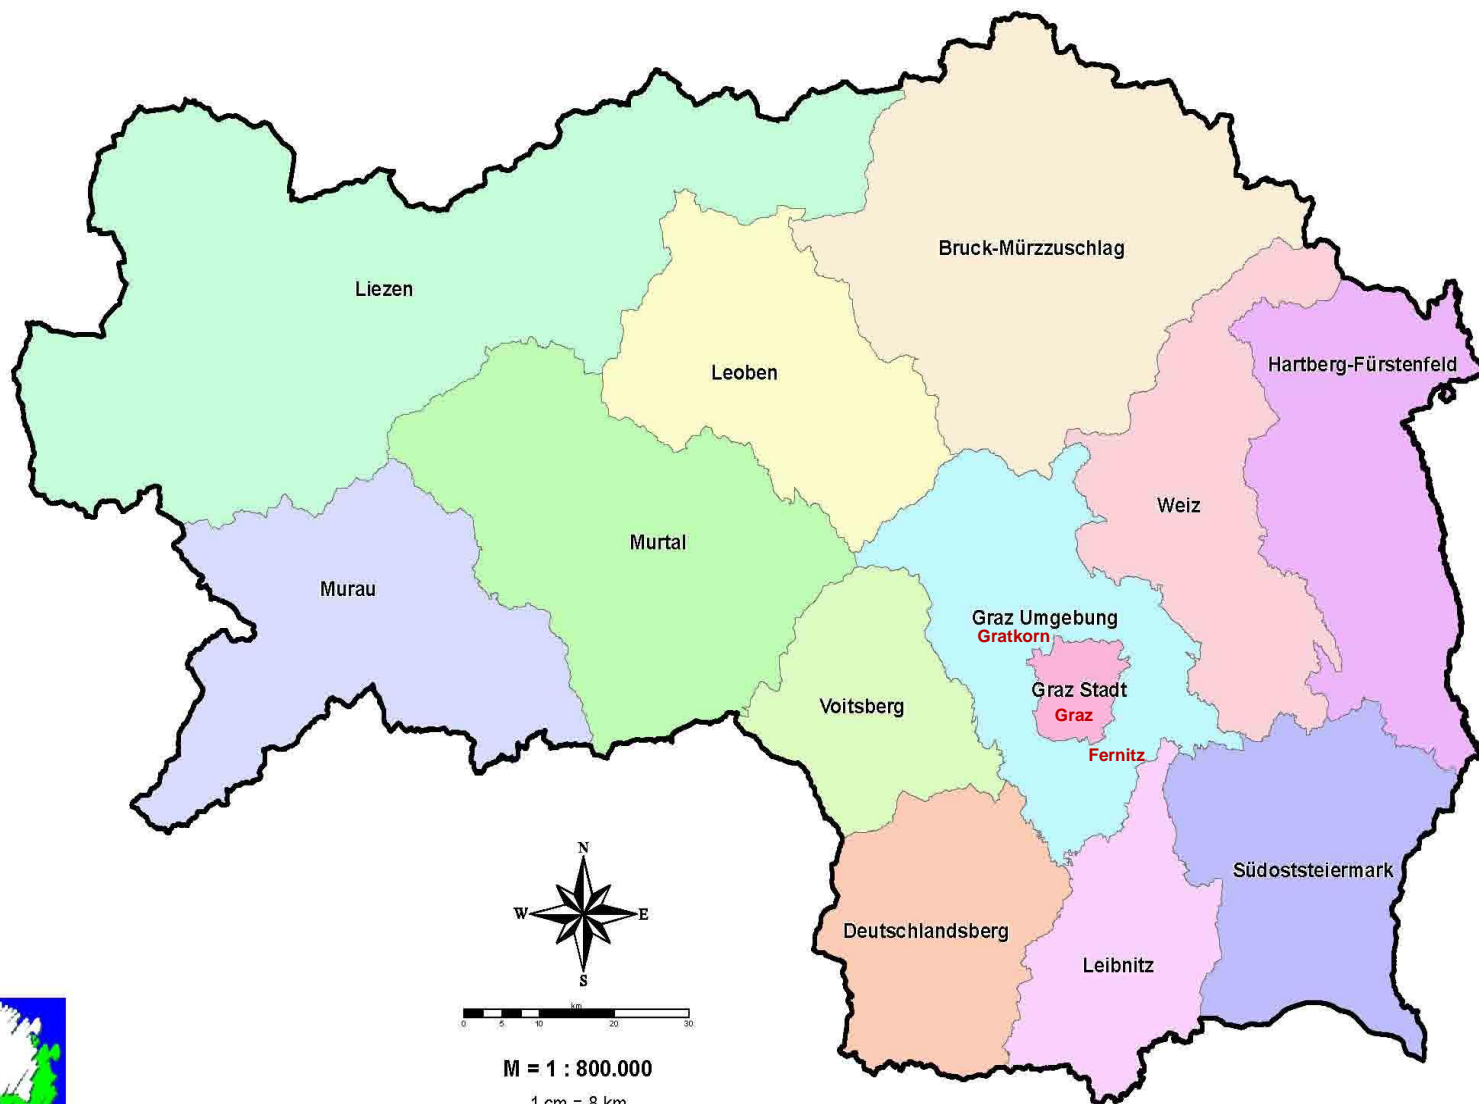 Bruck-Mürzzuschlag
Liezen
Hartberg-Fürstenfeld
Leoben
Weiz
Murtal
Murau
Graz Umgebung
Gratkorn
Graz Stadt
Voitsberg
Graz
Fernitz
N
W E
S
Südoststeiermark
Deutschlandsberg
Leibnitz
km
0 5 10 20 30
M = 1 : 800.000
1 cm = 8 km